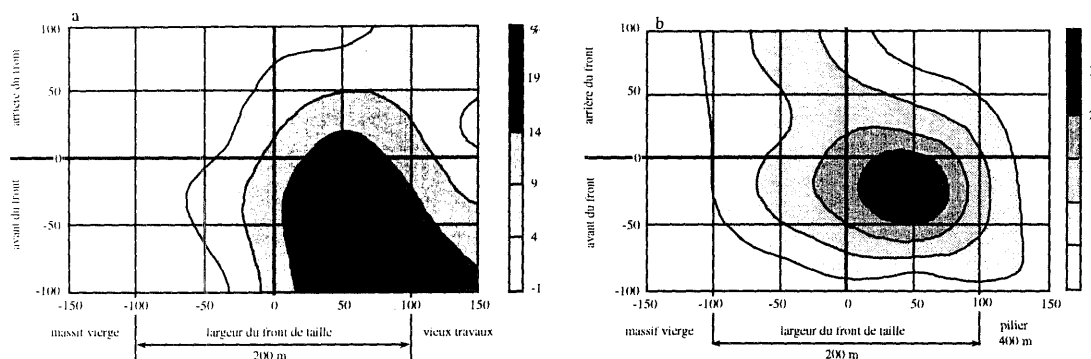 a
100
50
0
-50
-100
arrière du front
avant du front
-150 -100 -50 0 50 100 150
massif vierge
largeur du front de taille
vieux travaux
200 m
%
19
14
9
4
-1
b
100
50
0
-50
-100
arrière du front
avant du front
-150 -100 -50 0 50 100 150
massif vierge
largeur du front de taille
pilier
400 m
200 m